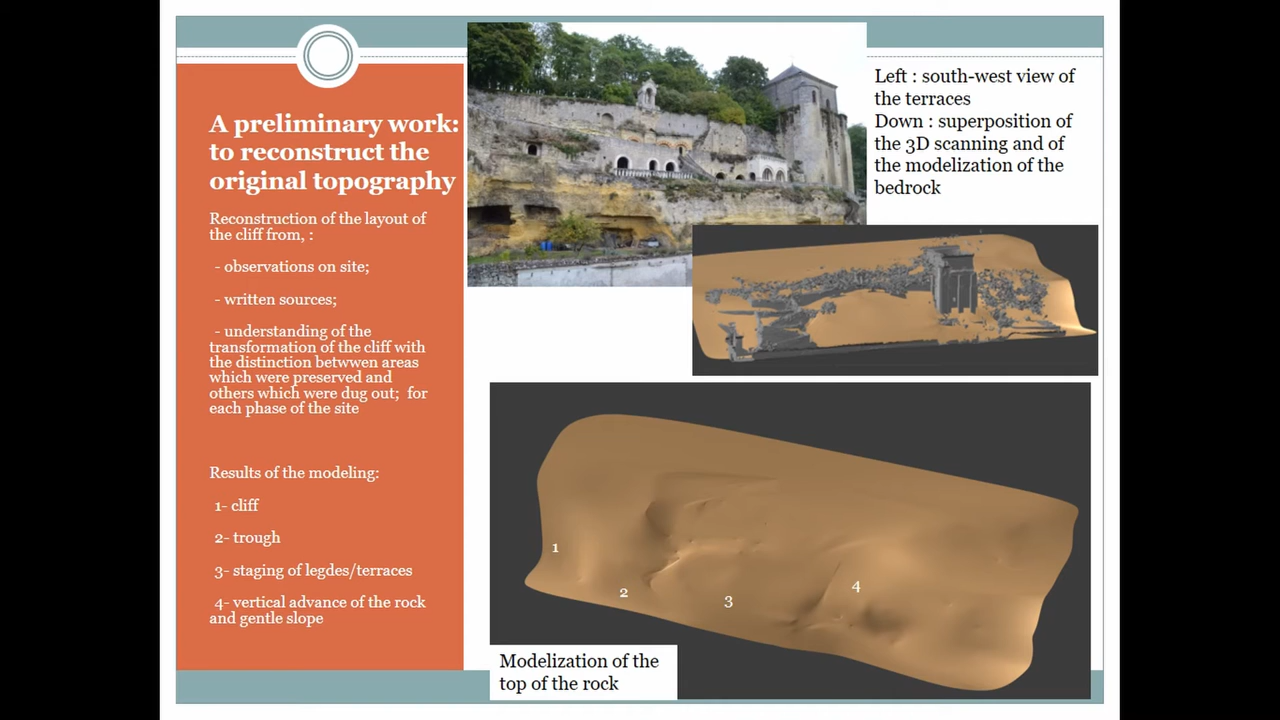 A preliminary work:
to reconstruct the
original topography
Reconstruction of the layout of
the cliff from, :
- observations on site;
- written sources;
- understanding of the
transformation of the cliff with
the distinction betwwen areas
which were preserved and
others which were dug out; for
each phase of the site
Results of the modeling:
1- cliff
2- trough
3- staging of legdes/terraces
4- vertical advance of the rock
and gentle slope
Left : south-west view of
the terraces
Down : superposition of
the 3D scanning and of
the modelization of the
bedrock
1
2
3
4
Modelization of the
top of the rock